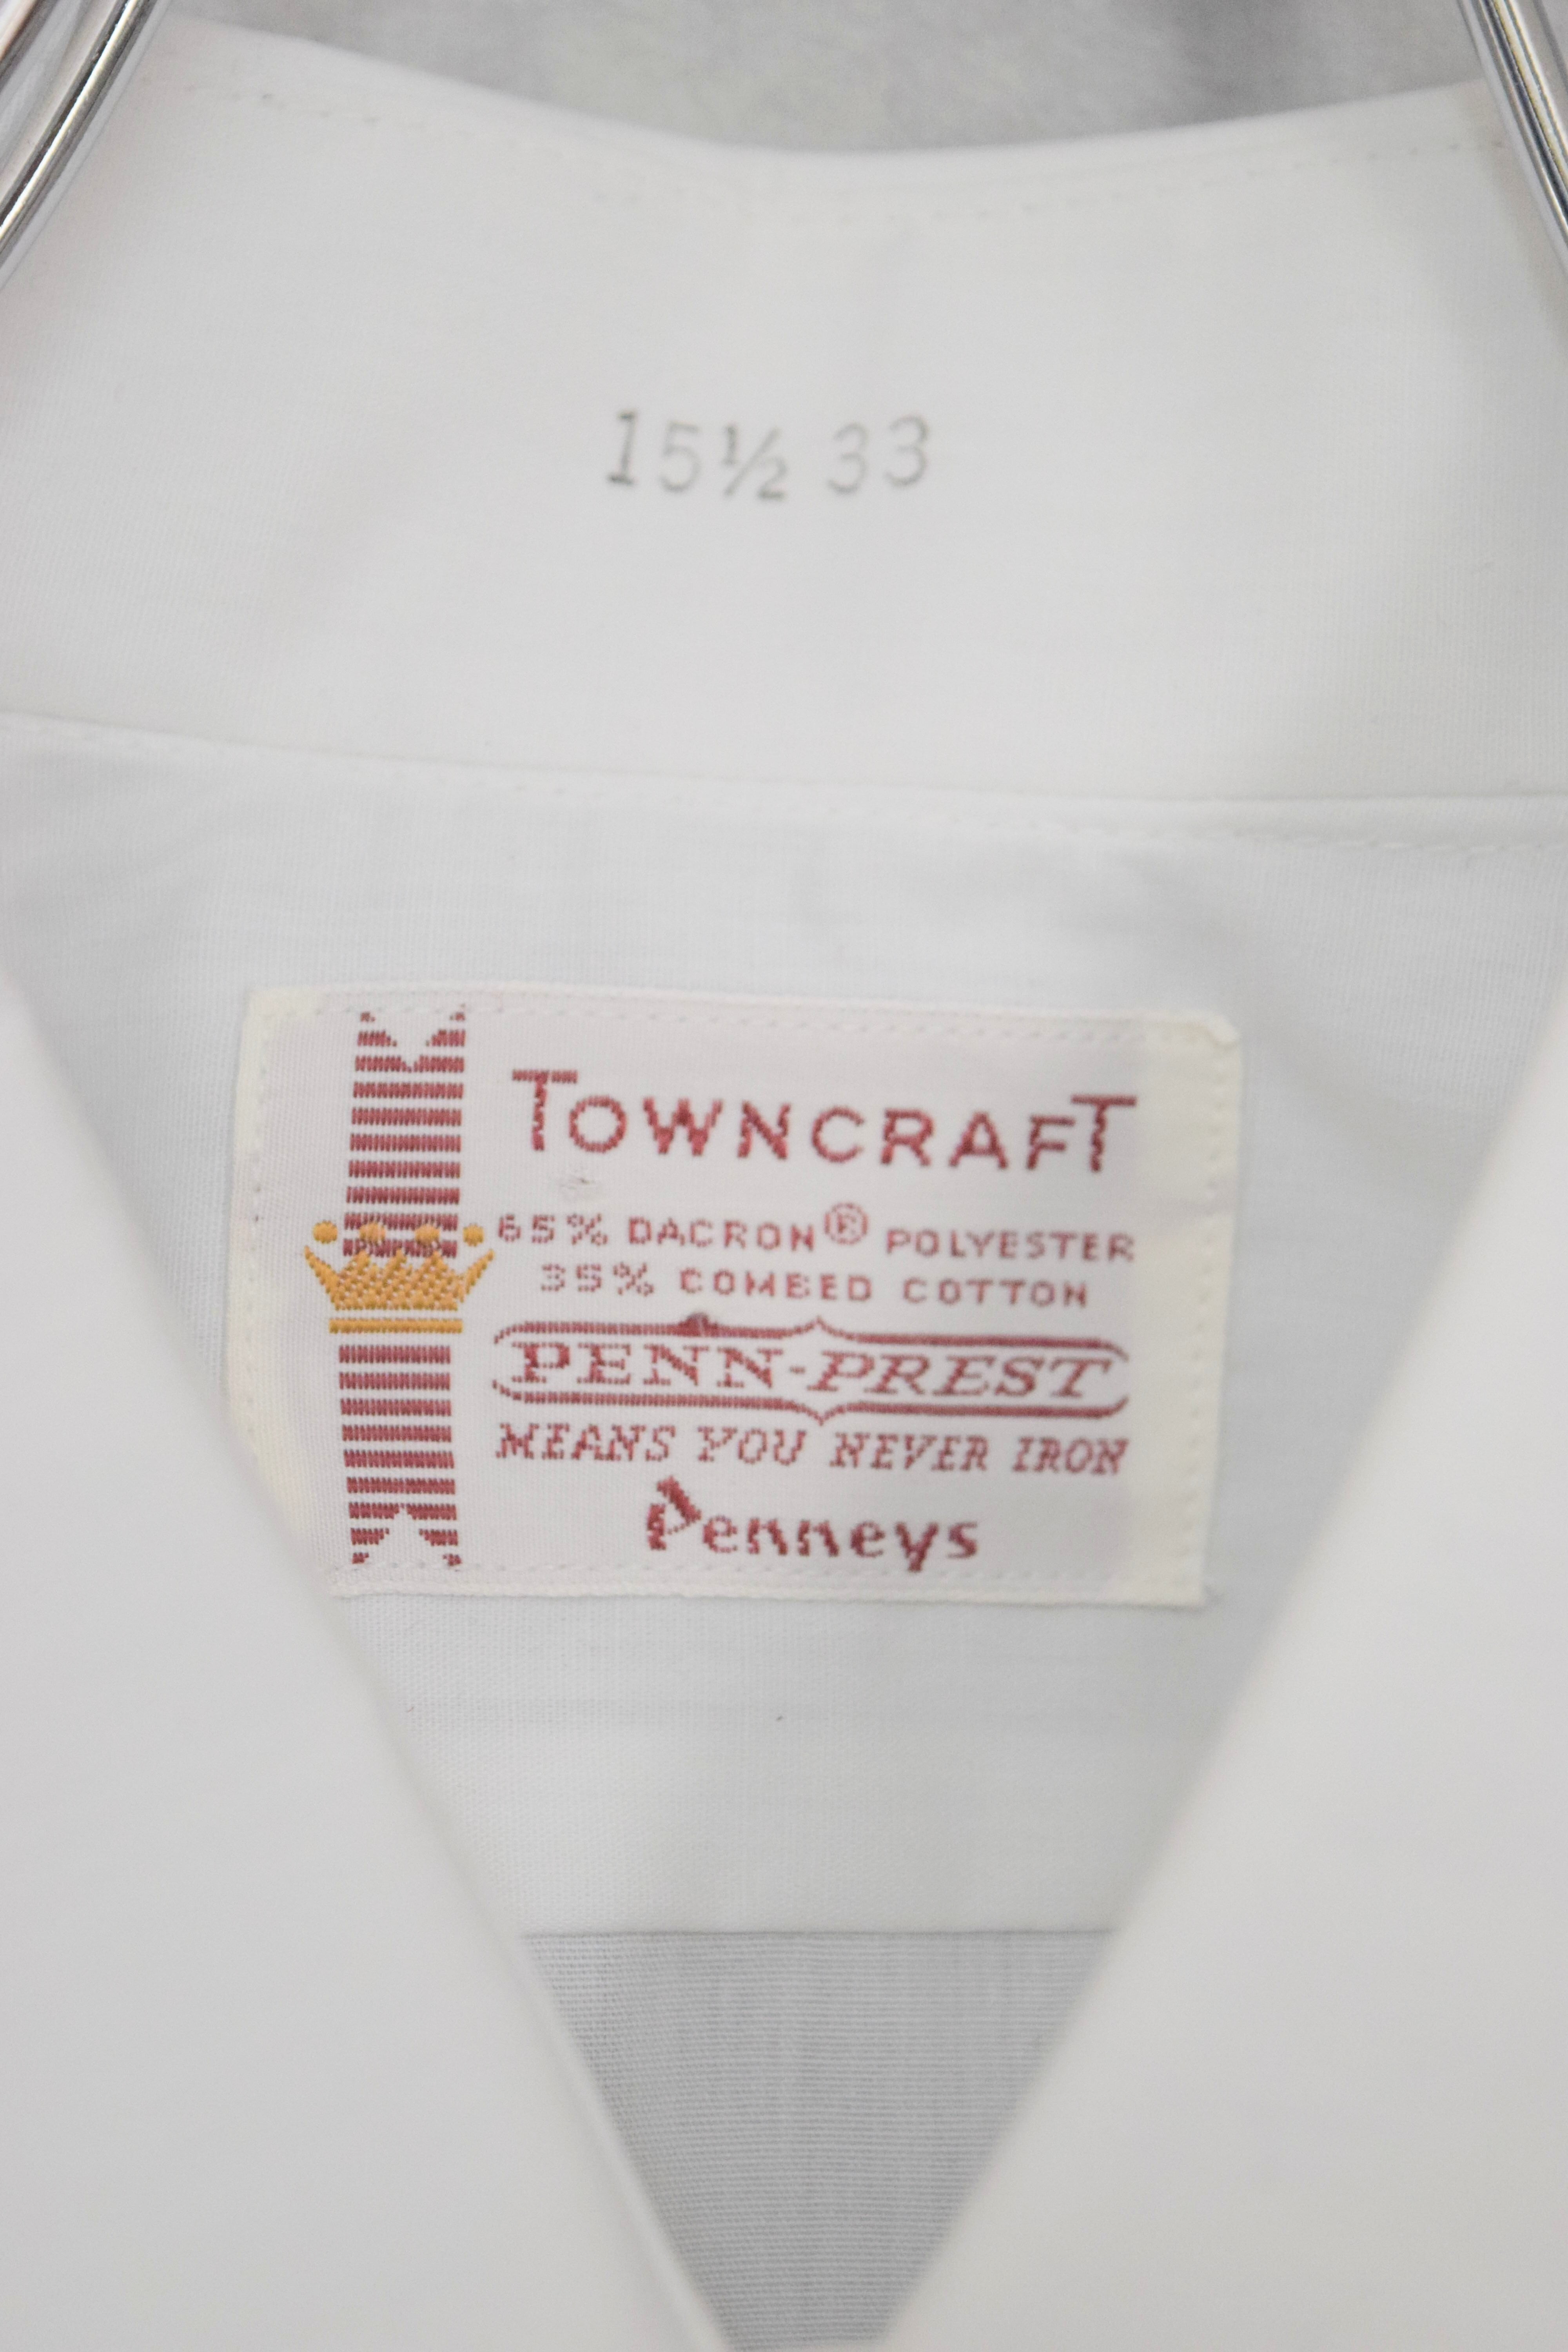 15½ 33
TOWNCRAFT
65% DACRON® POLYESTER
35% COMBED COTTON
PENN-PREST
MEANS YOU NEVER IRON
Penneys